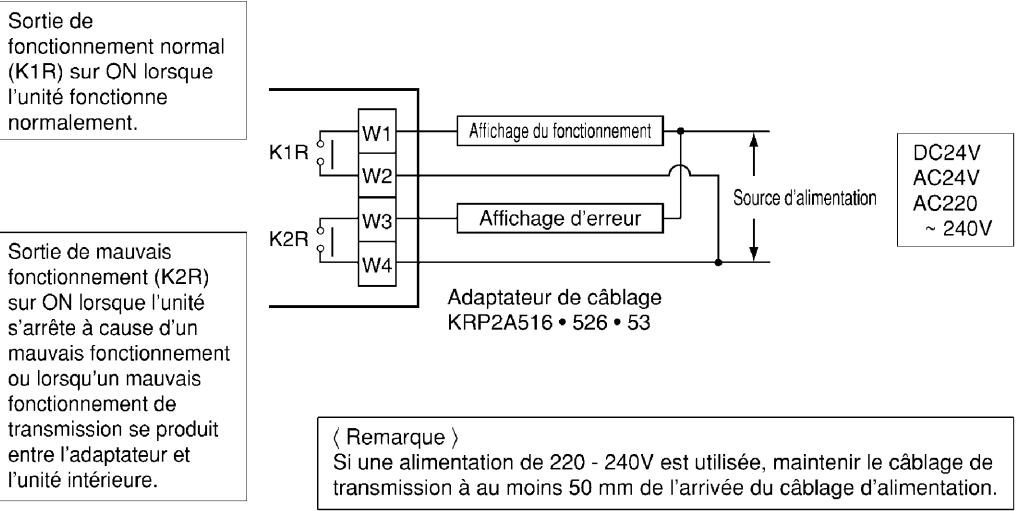 Sortie de
fonctionnement normal
(K1R) sur ON lorsque
l'unité fonctionne
normalement.
K1R
W1
W2
Affichage du fonctionnement
K2R
W3
W4
Affichage d'erreur
Source d'alimentation
DC24V
AC24V
AC220
~ 240V
Adaptateur de câblage
KRP2A516 • 526 • 53
Sortie de mauvais
fonctionnement (K2R)
sur ON lorsque l'unité
s'arrête à cause d'un
mauvais fonctionnement
ou lorsqu'un mauvais
fonctionnement de
transmission se produit
entre l'adaptateur et
l'unité intérieure.
〈 Remarque 〉
Si une alimentation de 220 - 240V est utilisée, maintenir le câblage de
transmission à au moins 50 mm de l'arrivée du câblage d'alimentation.